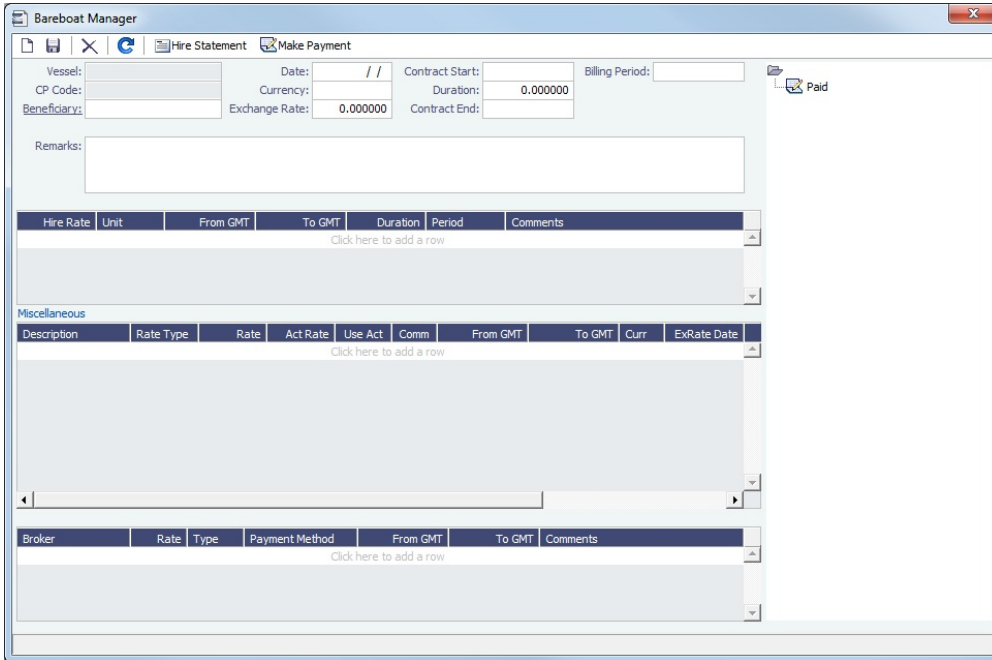 Bareboat Manager
x
Hire Statement Make Payment
Vessel: Date: / / Contract Start: Billing Period:
CP Code: Currency: Duration: 0.000000 Paid
Beneficiary: Exchange Rate: 0.000000 Contract End:
Remarks:
Hire Rate Unit From GMT To GMT Duration Period Comments
Click here to add a row
Miscellaneous
Description Rate Type Rate Act Rate Use Act Comm From GMT To GMT Curr ExRate Date
Click here to add a row
Broker Rate Type Payment Method From GMT To GMT Comments
Click here to add a row